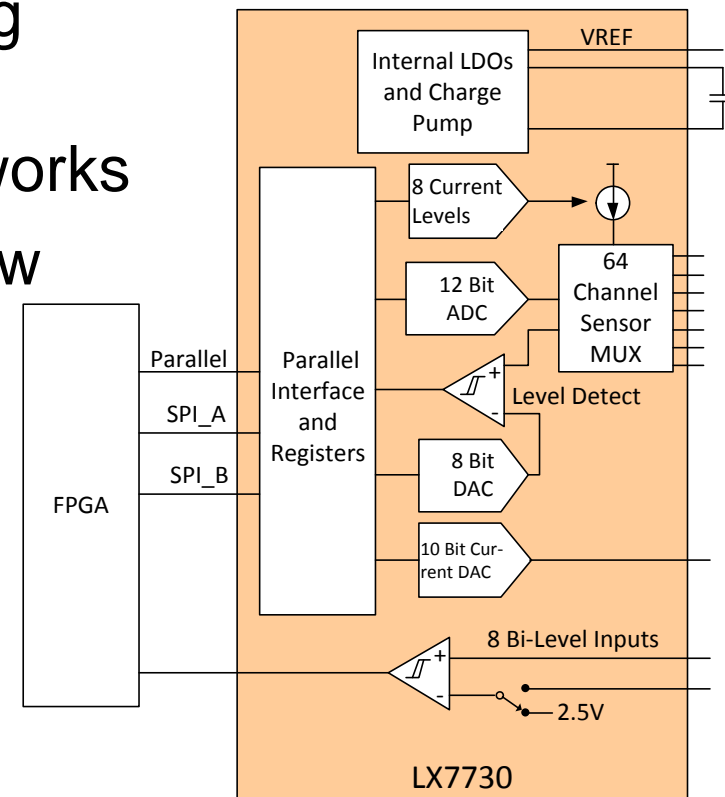 g
works
w
VREF
Internal LDOs
and Charge
Pump
8 Current
Levels
64
Channel
Sensor
MUX
12 Bit
ADC
Parallel
SPI_A
SPI_B
FPGA
Parallel
Interface
and
Registers
+
-
Level Detect
8 Bit
DAC
10 Bit Cur-
rent DAC
8 Bi-Level Inputs
+
-
2.5V
LX7730